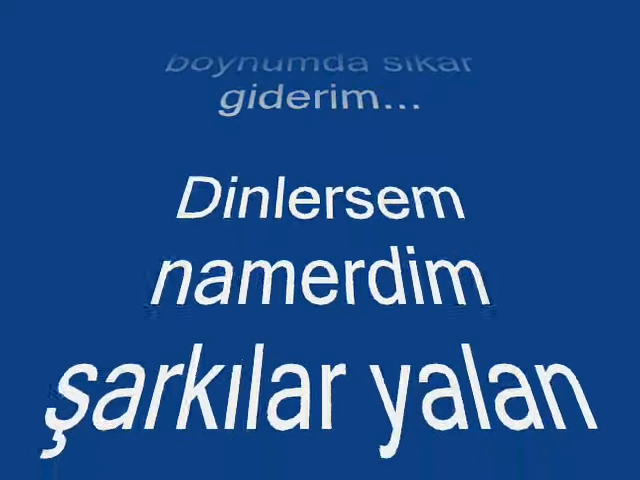 boynumda sıkar
giderim...
Dinlersem
namerdim
şarkılar yalan